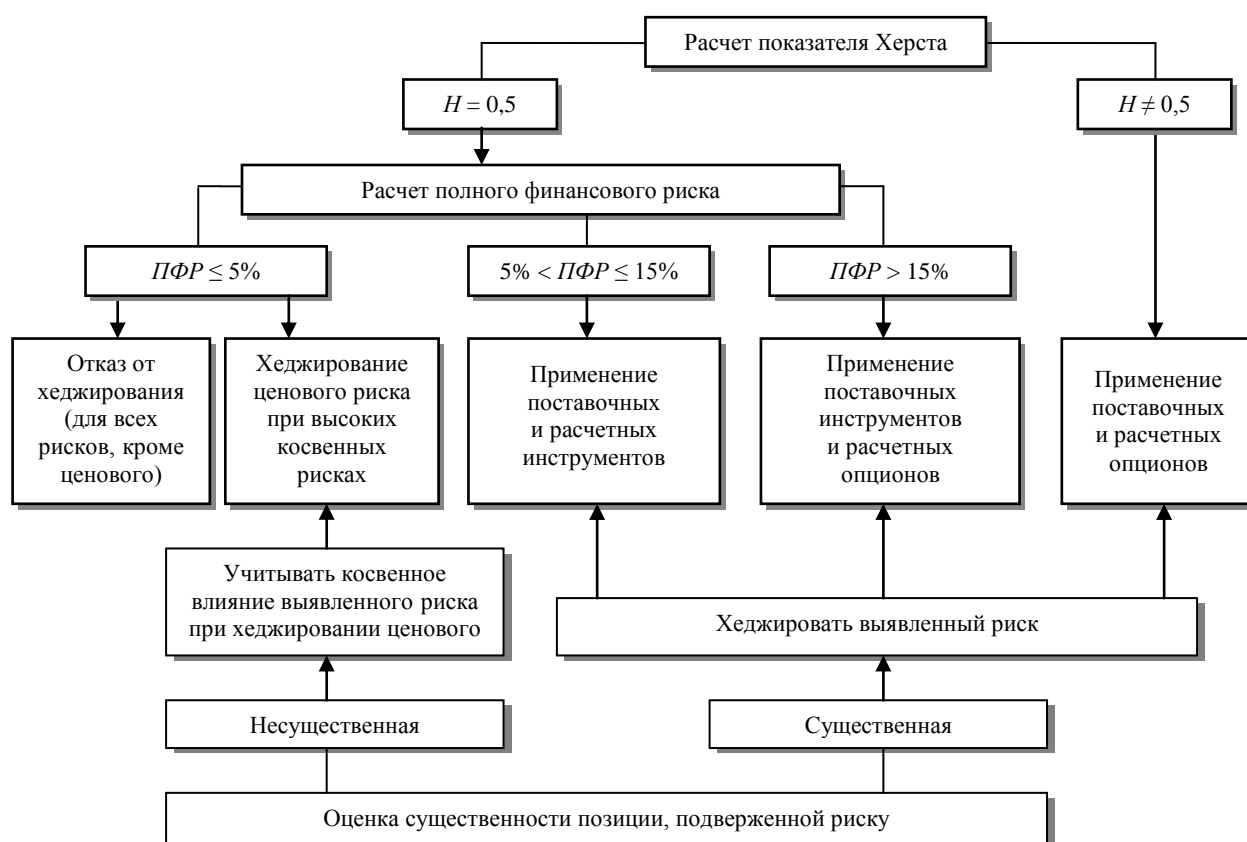 Расчет показателя Херста
H = 0,5
H ≠ 0,5
Расчет полного финансового риска
ПФР ≤ 5%
5% < ПФР ≤ 15%
ПФР > 15%
Отказ от
хеджирования
(для всех
рисков, кроме
ценового)
Хеджирование
ценового риска
при высоких
косвенных
рисках
Применение
поставочных
и расчетных
инструментов
Применение
поставочных
инструментов
и расчетных
опционов
Применение
поставочных
и расчетных
опционов
Учитывать косвенное
влияние выявленного риска
при хеджировании ценового
Хеджировать выявленный риск
Несущественная
Существенная
Оценка существенности позиции, подверженной риску